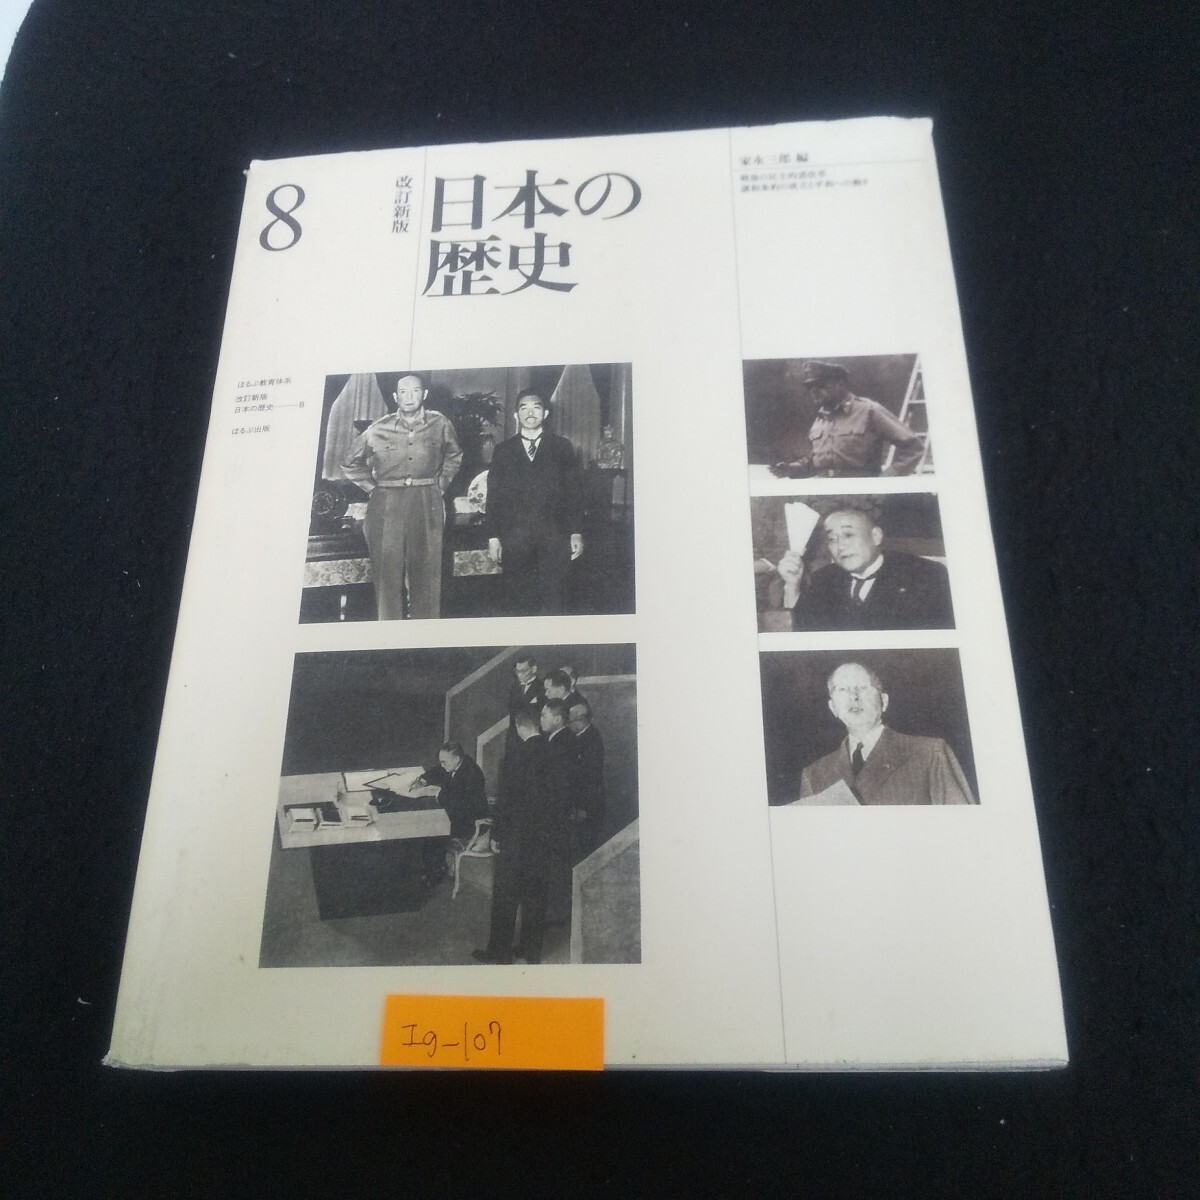 8
改訂新版
日本の
歴史
家永三郎 編
戦後の民主的諸改革
講和条約の成立と平和への動き
ほるぷ教育体系
改訂新版
日本の歴史——8
ほるぷ出版
Ig-107